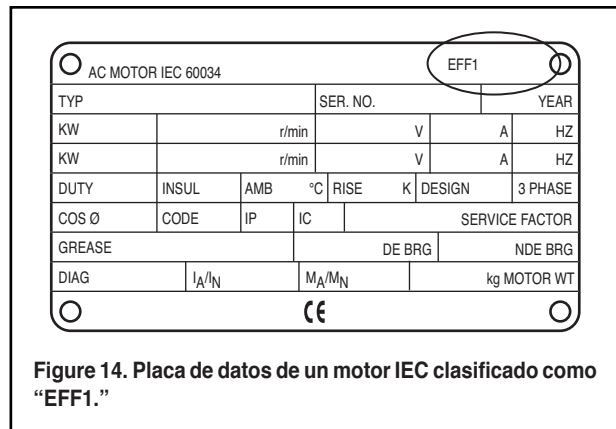 AC MOTOR IEC 60034 EFF1
TYP SER. NO. YEAR
KW r/min V A HZ
KW r/min V A HZ
DUTY INSUL AMB °C RISE K DESIGN 3 PHASE
COS Ø CODE IP IC SERVICE FACTOR
GREASE DE BRG NDE BRG
DIAG IA/IN MA/MN kg MOTOR WT
CE
Figure 14. Placa de datos de un motor IEC clasificado como
“EFF1.”